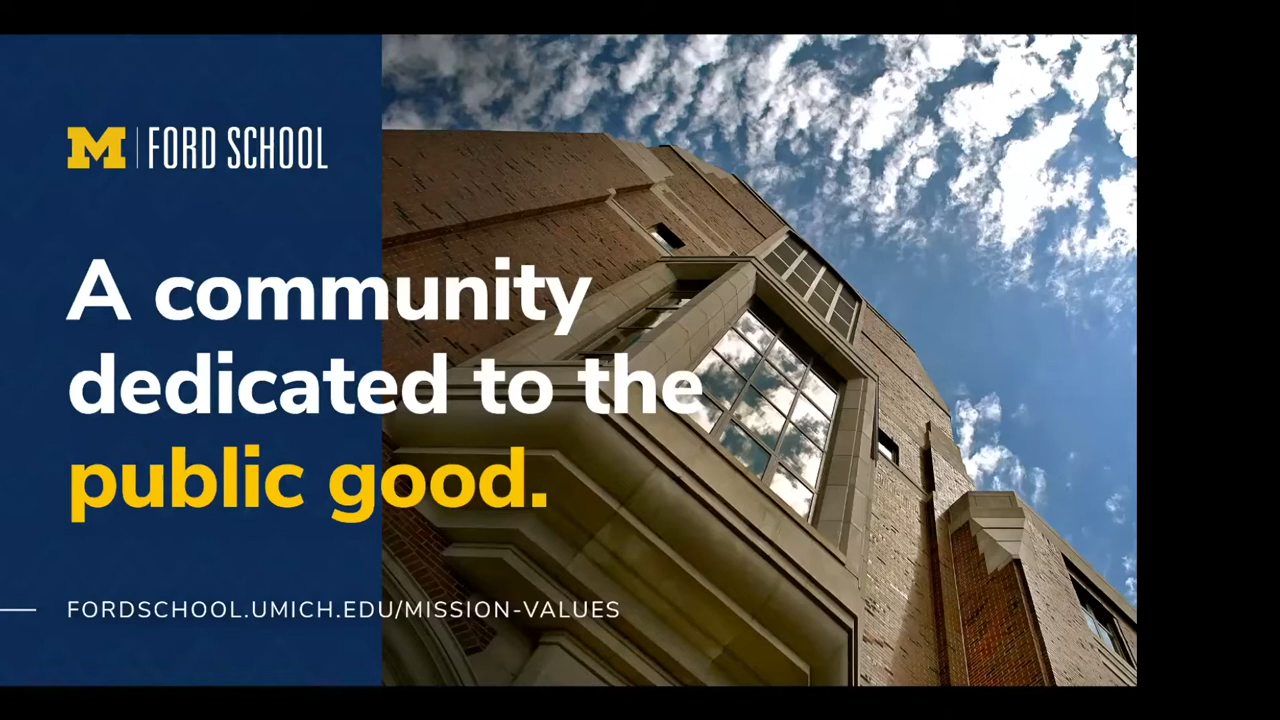 M | FORD SCHOOL
A community
dedicated to the
public good.
FORDSCHOOL.UMICH.EDU/MISSION-VALUES